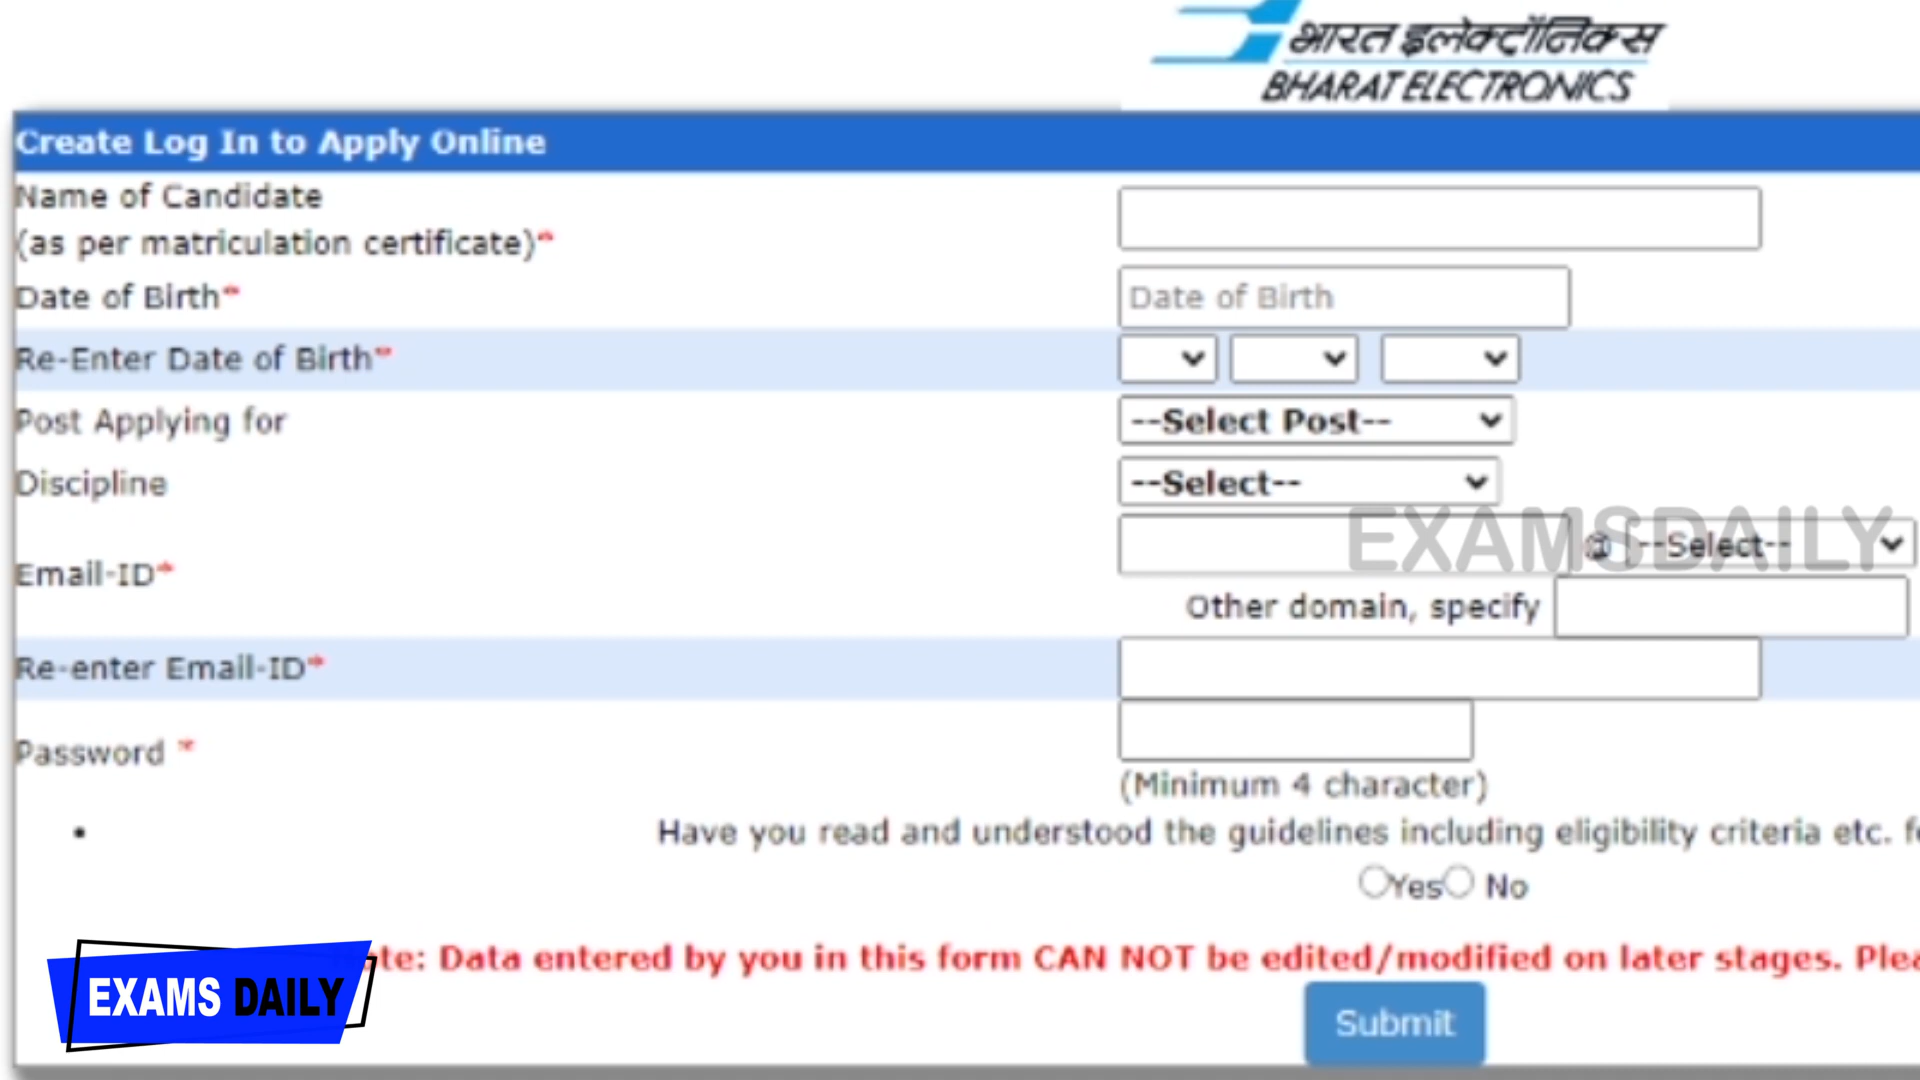 भारत इलेक्ट्रॉनिक्स
BHARAT ELECTRONICS
Create Log In to Apply Online
Name of Candidate
(as per matriculation certificate)*
Date of Birth* Date of Birth
Re-Enter Date of Birth*
Post Applying for --Select Post--
Discipline --Select--
EXAMSDAILY
Email-ID* @ --Select--
Other domain, specify
Re-enter Email-ID*
Password *
(Minimum 4 character)
• Have you read and understood the guidelines including eligibility criteria etc.
Yes No
te: Data entered by you in this form CAN NOT be edited/modified on later stages.
EXAMS DAILY
Submit